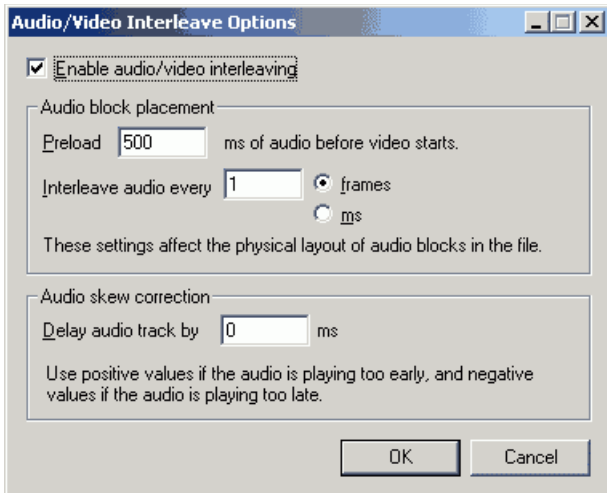 Audio/Video Interleave Options
Enable audio/video interleaving
Audio block placement
Preload 500 ms of audio before video starts.
Interleave audio every 1 frames
ms
These settings affect the physical layout of audio blocks in the file.
Audio skew correction
Delay audio track by 0 ms
Use positive values if the audio is playing too early, and negative
values if the audio is playing too late.
OK Cancel